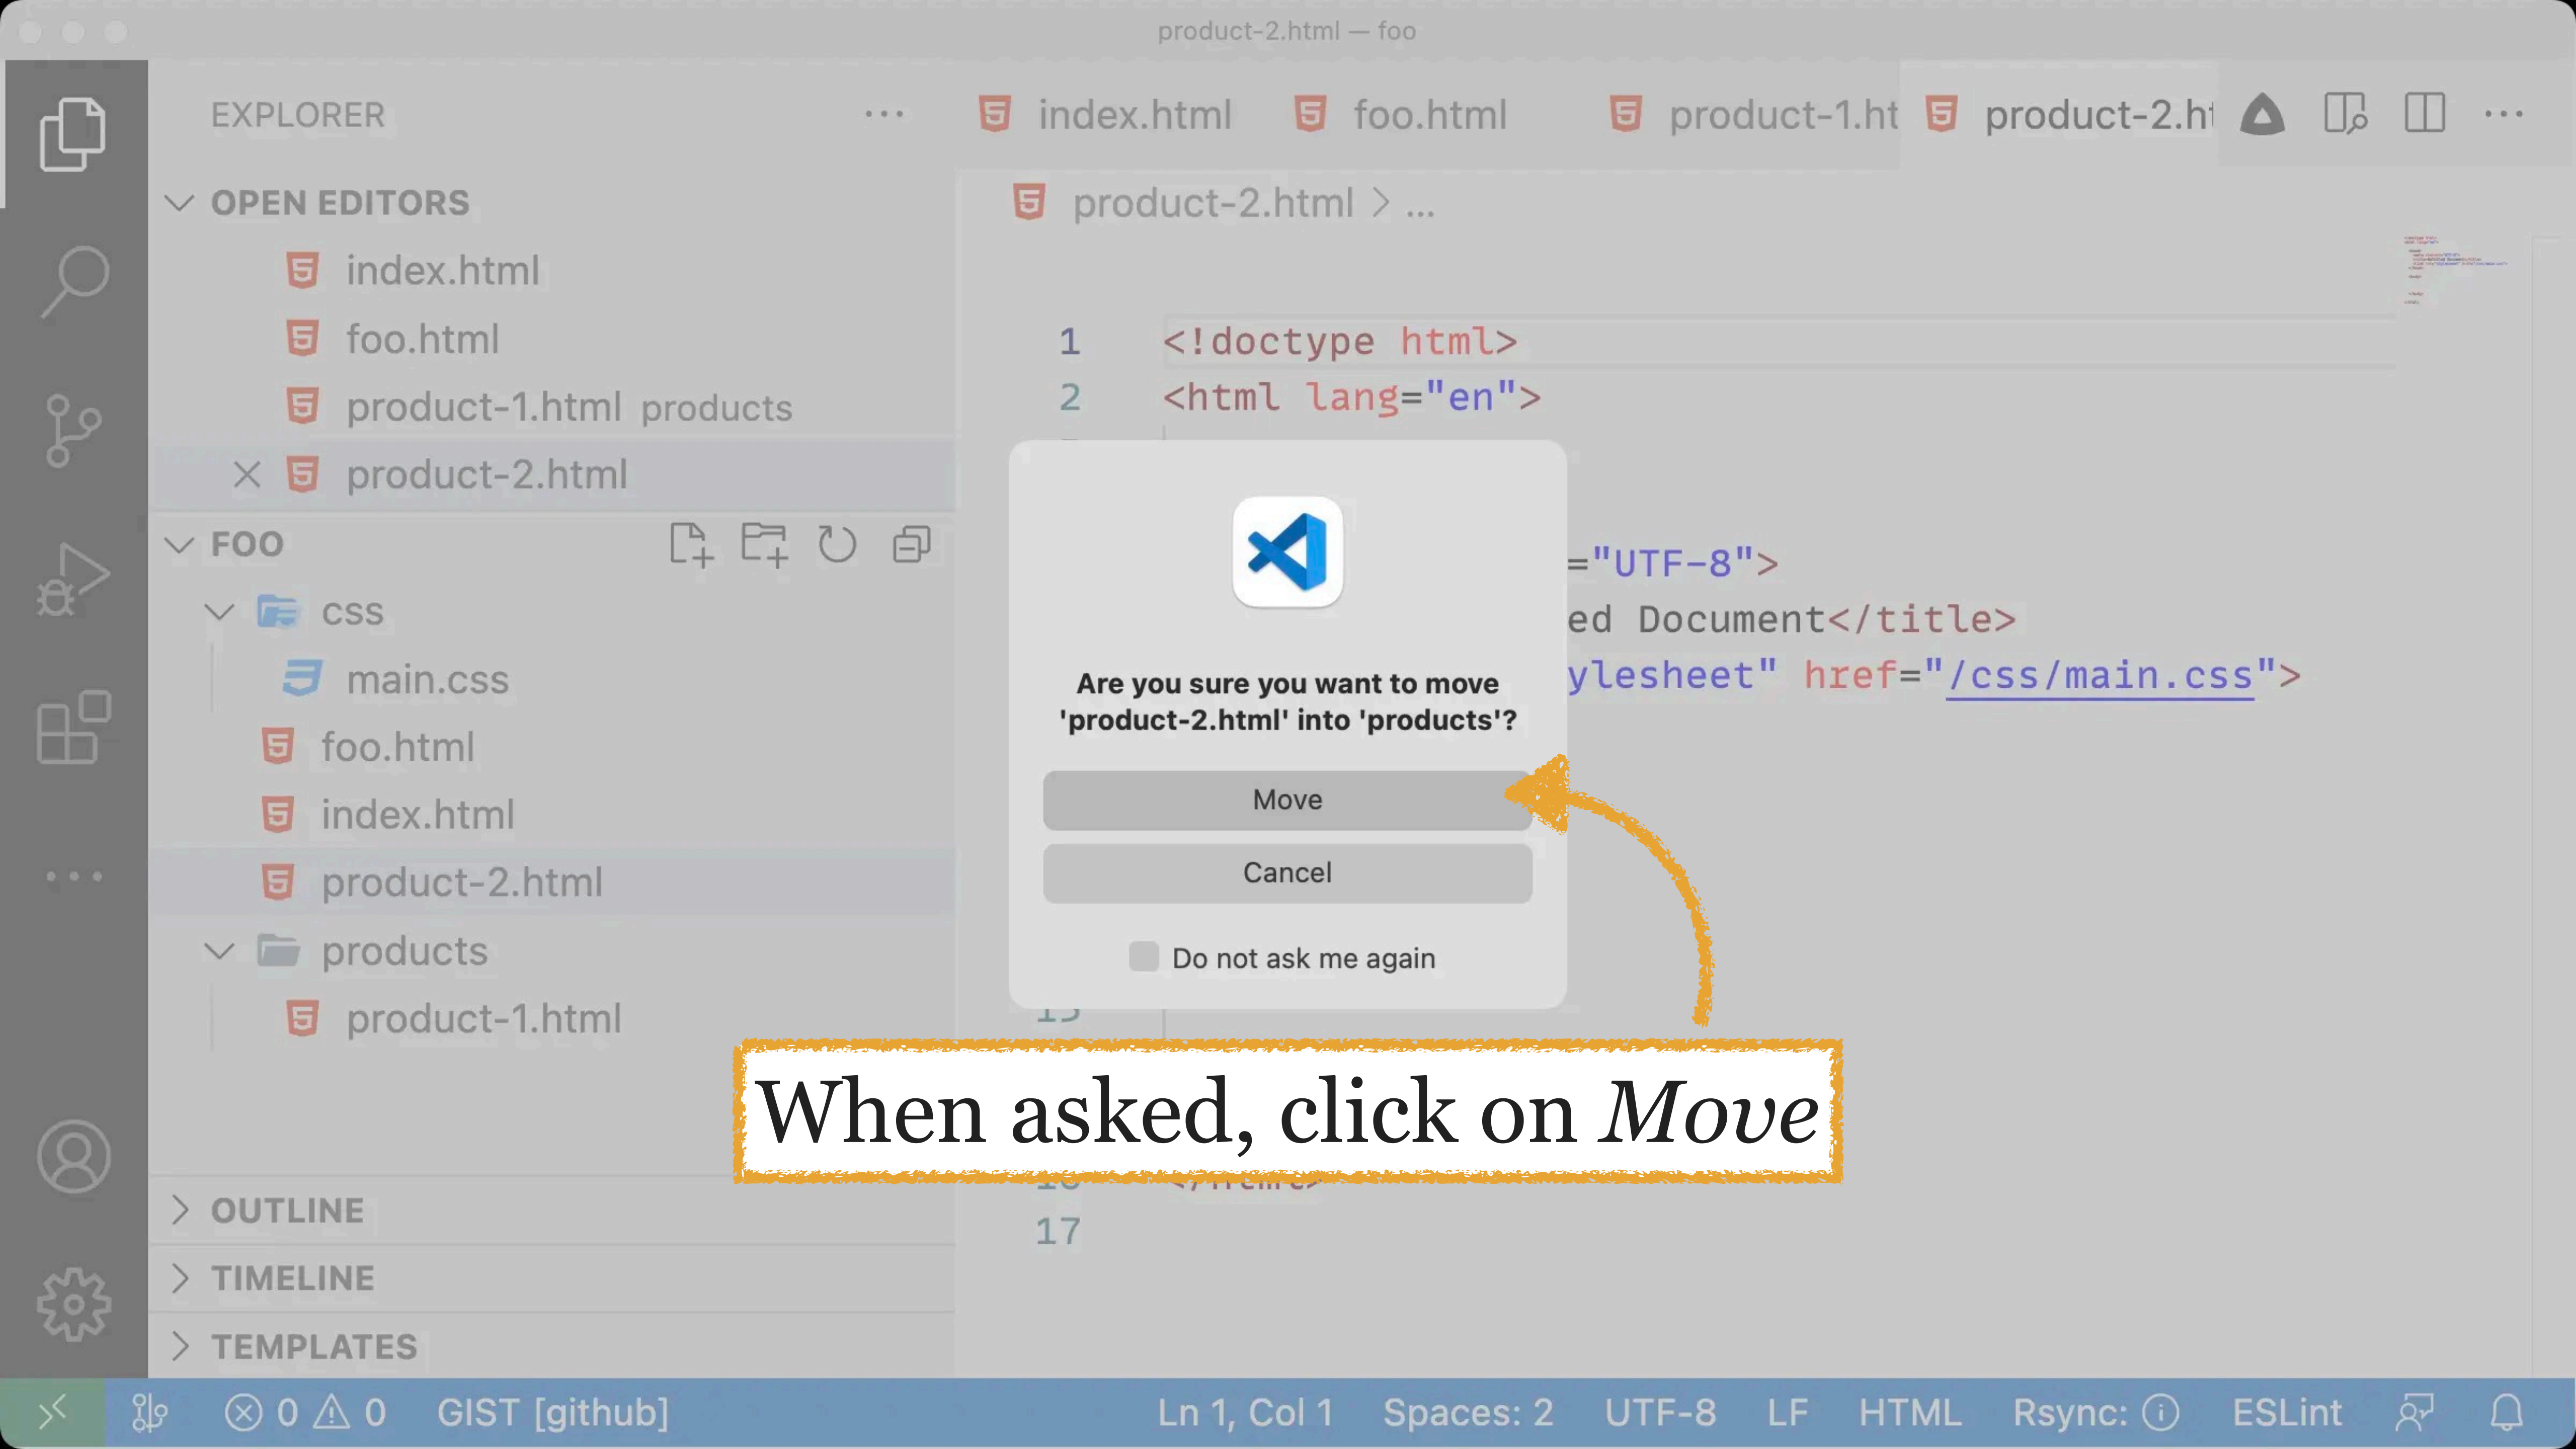 product-2.html — foo
EXPLORER
index.html
foo.html
product-1.ht
product-2.ht
OPEN EDITORS
index.html
foo.html
product-1.html products
product-2.html
FOO
css
main.css
foo.html
index.html
product-2.html
products
product-1.html
OUTLINE
TIMELINE
TEMPLATES
product-2.html > ...
1 <!doctype html>
2 <html lang="en">
="UTF-8">
ed Document</title>
ylesheet" href="/css/main.css">
17
Are you sure you want to move
'product-2.html' into 'products'?
Move
Cancel
Do not ask me again
When asked, click on Move
0 0 GIST [github] Ln 1, Col 1 Spaces: 2 UTF-8 LF HTML Rsync: ESLint